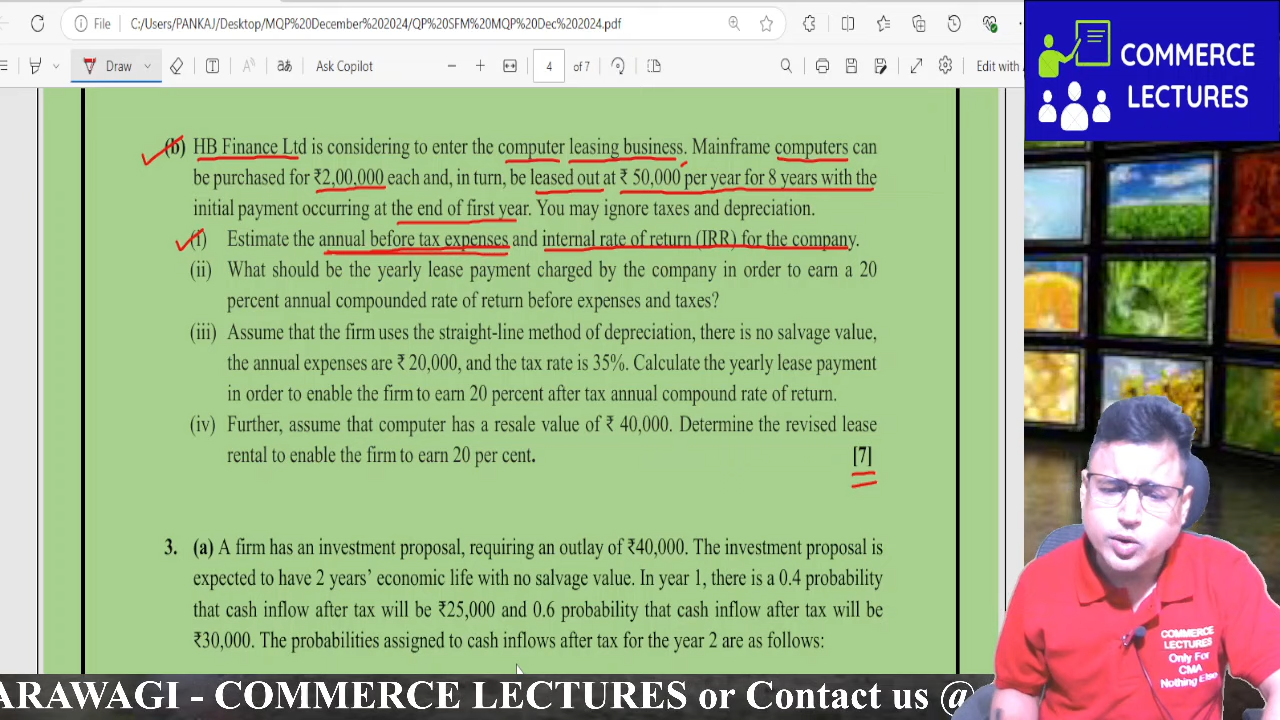 File C:/Users/PANKAJ/Desktop/MQP%20December%202024/QP%20SFM%20MQP%20Dec%202024.pdf
Draw Ask Copilot 4 of 7 Edit with
COMMERCE
LECTURES
(b) HB Finance Ltd is considering to enter the computer leasing business. Mainframe computers can
be purchased for ₹2,00,000 each and, in turn, be leased out at ₹ 50,000 per year for 8 years with the
initial payment occurring at the end of first year. You may ignore taxes and depreciation.
(i) Estimate the annual before tax expenses and internal rate of return (IRR) for the company.
(ii) What should be the yearly lease payment charged by the company in order to earn a 20
percent annual compounded rate of return before expenses and taxes?
(iii) Assume that the firm uses the straight-line method of depreciation, there is no salvage value,
the annual expenses are ₹ 20,000, and the tax rate is 35%. Calculate the yearly lease payment
in order to enable the firm to earn 20 percent after tax annual compound rate of return.
(iv) Further, assume that computer has a resale value of ₹ 40,000. Determine the revised lease
rental to enable the firm to earn 20 per cent. [7]
3. (a) A firm has an investment proposal, requiring an outlay of ₹40,000. The investment proposal is
expected to have 2 years' economic life with no salvage value. In year 1, there is a 0.4 probability
that cash inflow after tax will be ₹25,000 and 0.6 probability that cash inflow after tax will be
₹30,000. The probabilities assigned to cash inflows after tax for the year 2 are as follows:
COMMERCE
LECTURES
Only For
CMA
Nothing Else
ARAWAGI - COMMERCE LECTURES or Contact us @